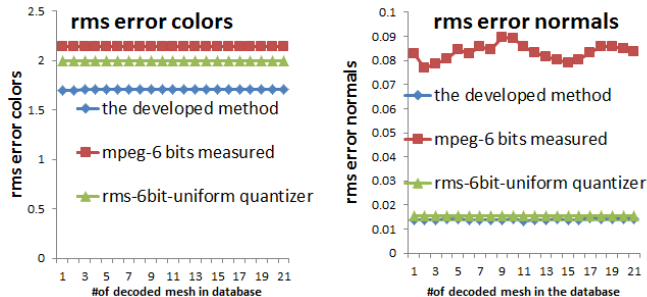 rms error colors
2.5
2
1.5
1
0.5
0
rms error colors
the developed method
mpeg-6 bits measured
rms-6bit-uniform quantizer
1 3 5 7 9 11 13 15 17 19 21
#of decoded mesh in database
rms error normals
0.1
0.09
0.08
0.07
0.06
0.05
0.04
0.03
0.02
0.01
0
rms error normals
the developed method
mpeg-6 bits measured
rms-6bit-uniform quantizer
1 3 5 7 9 11 13 15 17 19 21
#of decoded mesh in the database